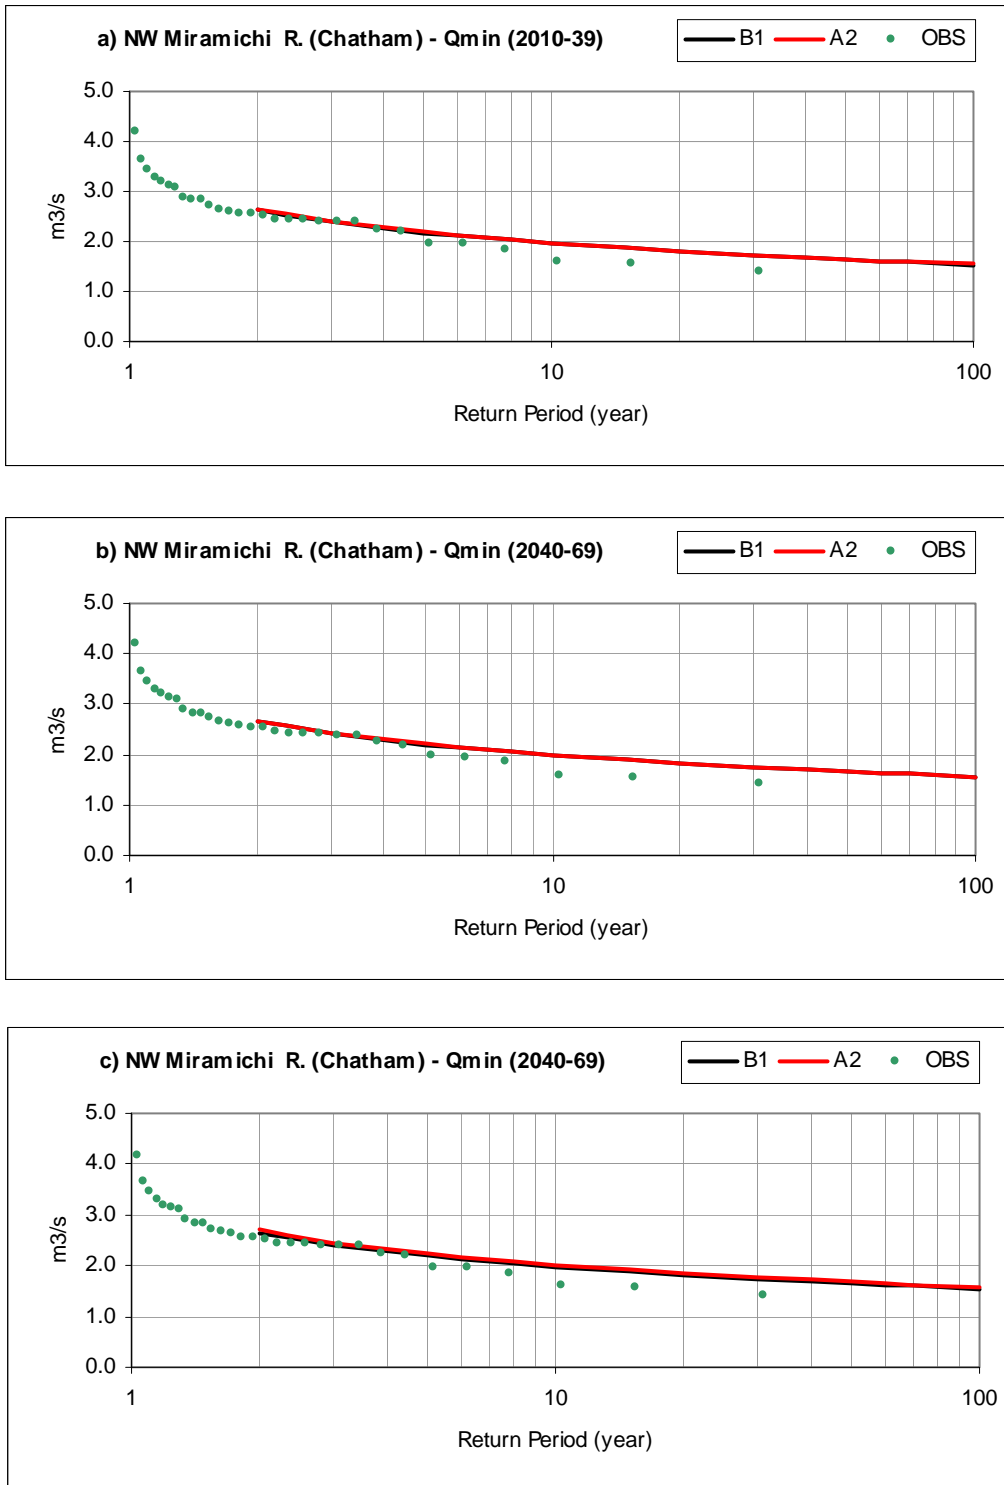 a) NW Miramichi R. (Chatham) - Qmin (2010-39)
B1 A2 OBS
5.0
4.0
3.0
2.0
1.0
0.0
m3/s
1 10 100
Return Period (year)
b) NW Miramichi R. (Chatham) - Qmin (2040-69)
B1 A2 OBS
5.0
4.0
3.0
2.0
1.0
0.0
m3/s
1 10 100
Return Period (year)
c) NW Miramichi R. (Chatham) - Qmin (2040-69)
B1 A2 OBS
5.0
4.0
3.0
2.0
1.0
0.0
m3/s
1 10 100
Return Period (year)